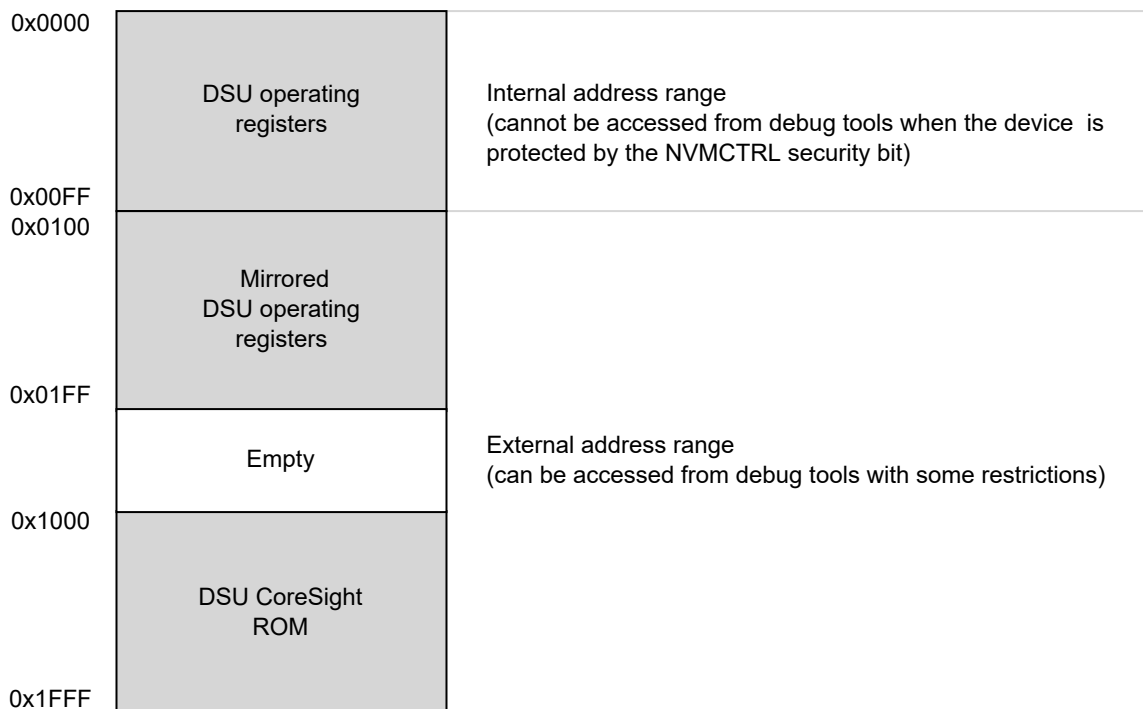 0x0000
DSU operating
registers
Internal address range
(cannot be accessed from debug tools when the device is
protected by the NVMCTRL security bit)
0x00FF
0x0100
Mirrored
DSU operating
registers
0x01FF
Empty
External address range
(can be accessed from debug tools with some restrictions)
0x1000
DSU CoreSight
ROM
0x1FFF